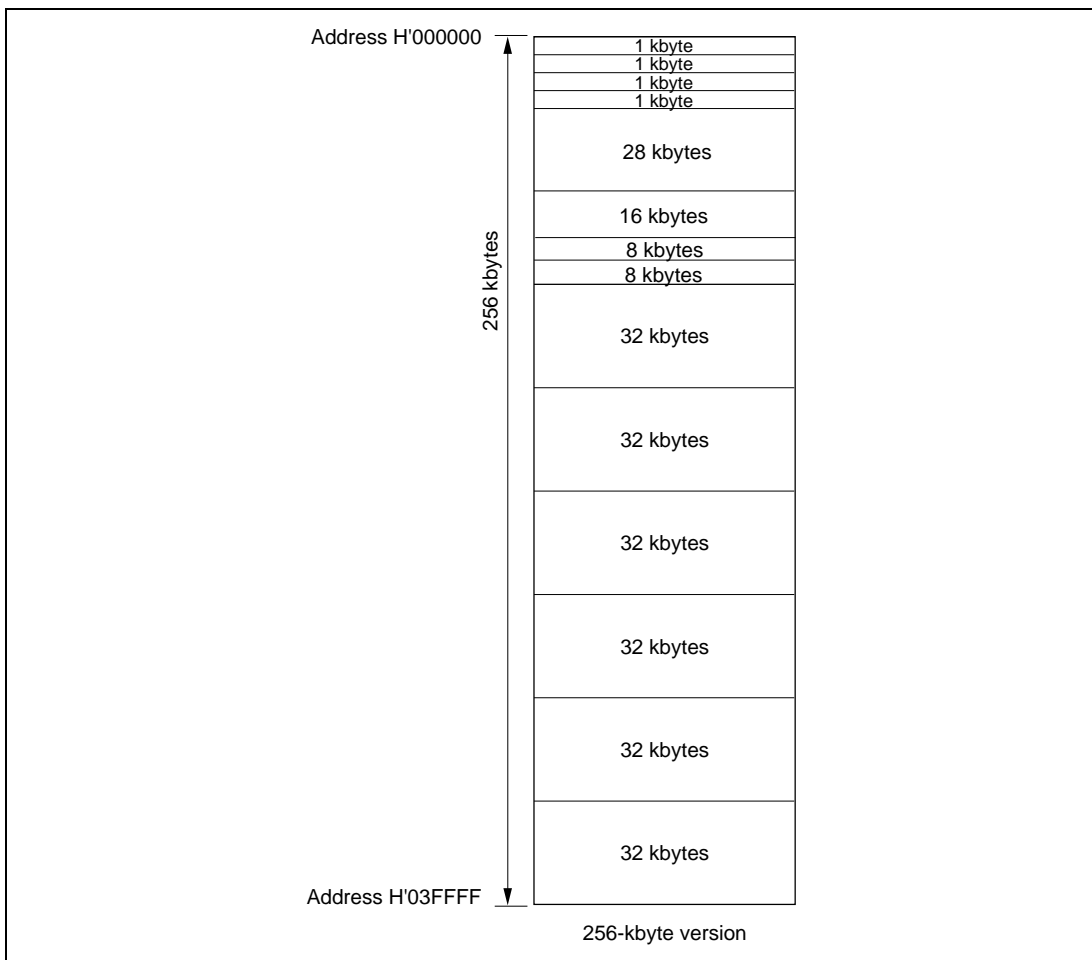 Address H'000000
1 kbyte
1 kbyte
1 kbyte
1 kbyte
28 kbytes
16 kbytes
8 kbytes
8 kbytes
256 kbytes
32 kbytes
32 kbytes
32 kbytes
32 kbytes
32 kbytes
32 kbytes
Address H'03FFFF
256-kbyte version